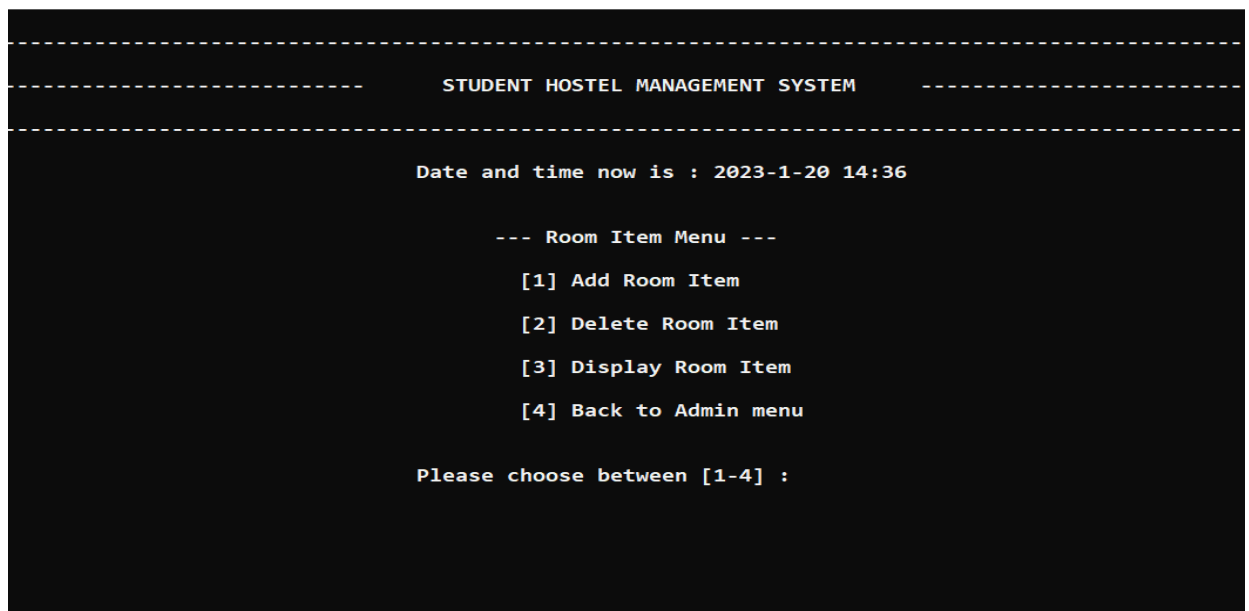 ------------------------------------------------------------------------------------------------
---------------------------- STUDENT HOSTEL MANAGEMENT SYSTEM -------------------------
------------------------------------------------------------------------------------------------
Date and time now is : 2023-1-20 14:36
--- Room Item Menu ---
[1] Add Room Item
[2] Delete Room Item
[3] Display Room Item
[4] Back to Admin menu
Please choose between [1-4] :